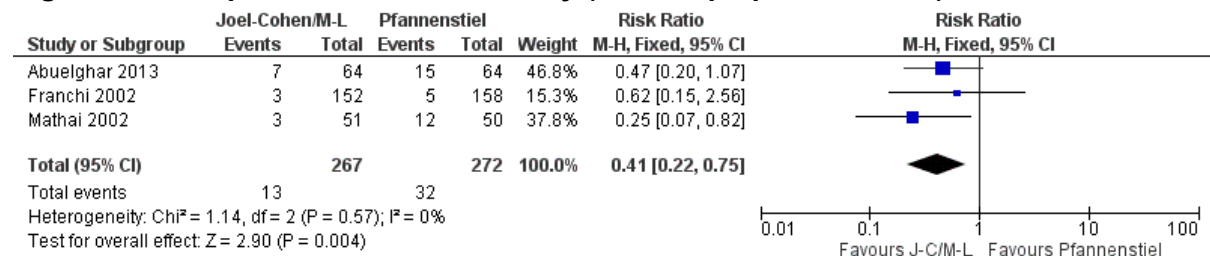 Joel-Cohen/M-L Pfannenstiel Risk Ratio Risk Ratio
Study or Subgroup Events Total Events Total Weight M-H, Fixed, 95% CI M-H, Fixed, 95% CI
Abuelghar 2013 7 64 15 64 46.8% 0.47 [0.20, 1.07]
Franchi 2002 3 152 5 158 15.3% 0.62 [0.15, 2.56]
Mathai 2002 3 51 12 50 37.8% 0.25 [0.07, 0.82]
Total (95% CI) 267 272 100.0% 0.41 [0.22, 0.75]
Total events 13 32
Heterogeneity: Chi² = 1.14, df = 2 (P = 0.57); I² = 0%
Test for overall effect: Z = 2.90 (P = 0.004)
0.01 0.1 1 10 100
Favours J-C/M-L Favours Pfannenstiel